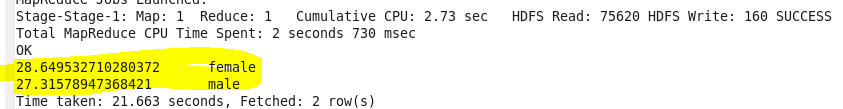 MapReduce Jobs Launched:
Stage-Stage-1: Map: 1  Reduce: 1   Cumulative CPU: 2.73 sec   HDFS Read: 75620 HDFS Write: 160 SUCCESS
Total MapReduce CPU Time Spent: 2 seconds 730 msec
OK
28.649532710280372      female
27.31578947368421       male
Time taken: 21.663 seconds, Fetched: 2 row(s)